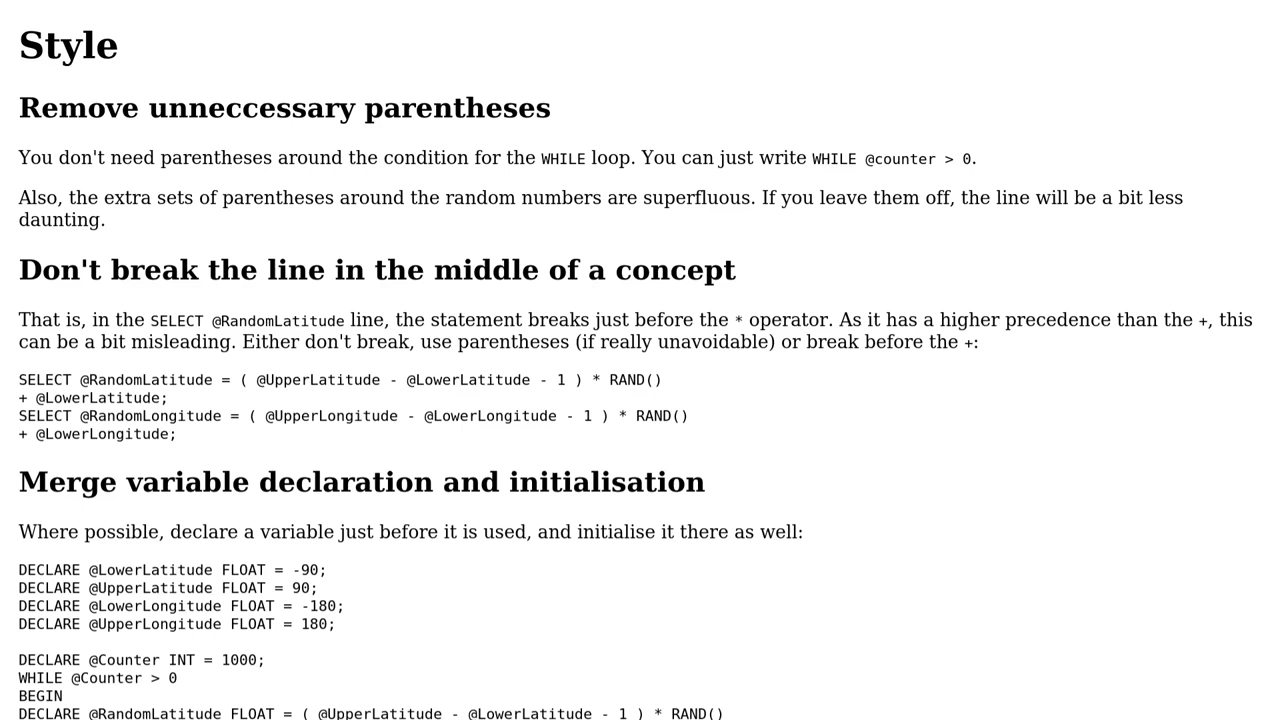 Style
Remove unneccessary parentheses
You don't need parentheses around the condition for the WHILE loop. You can just write WHILE @counter > 0.
Also, the extra sets of parentheses around the random numbers are superfluous. If you leave them off, the line will be a bit less
daunting.
Don't break the line in the middle of a concept
That is, in the SELECT @RandomLatitude line, the statement breaks just before the * operator. As it has a higher precedence than the +, this
can be a bit misleading. Either don't break, use parentheses (if really unavoidable) or break before the +:
SELECT @RandomLatitude = ( @UpperLatitude - @LowerLatitude - 1 ) * RAND()
+ @LowerLatitude;
SELECT @RandomLongitude = ( @UpperLongitude - @LowerLongitude - 1 ) * RAND()
+ @LowerLongitude;
Merge variable declaration and initialisation
Where possible, declare a variable just before it is used, and initialise it there as well:
DECLARE @LowerLatitude FLOAT = -90;
DECLARE @UpperLatitude FLOAT = 90;
DECLARE @LowerLongitude FLOAT = -180;
DECLARE @UpperLongitude FLOAT = 180;
DECLARE @Counter INT = 1000;
WHILE @Counter > 0
BEGIN
DECLARE @RandomLatitude FLOAT = ( @UpperLatitude - @LowerLatitude - 1 ) * RAND()